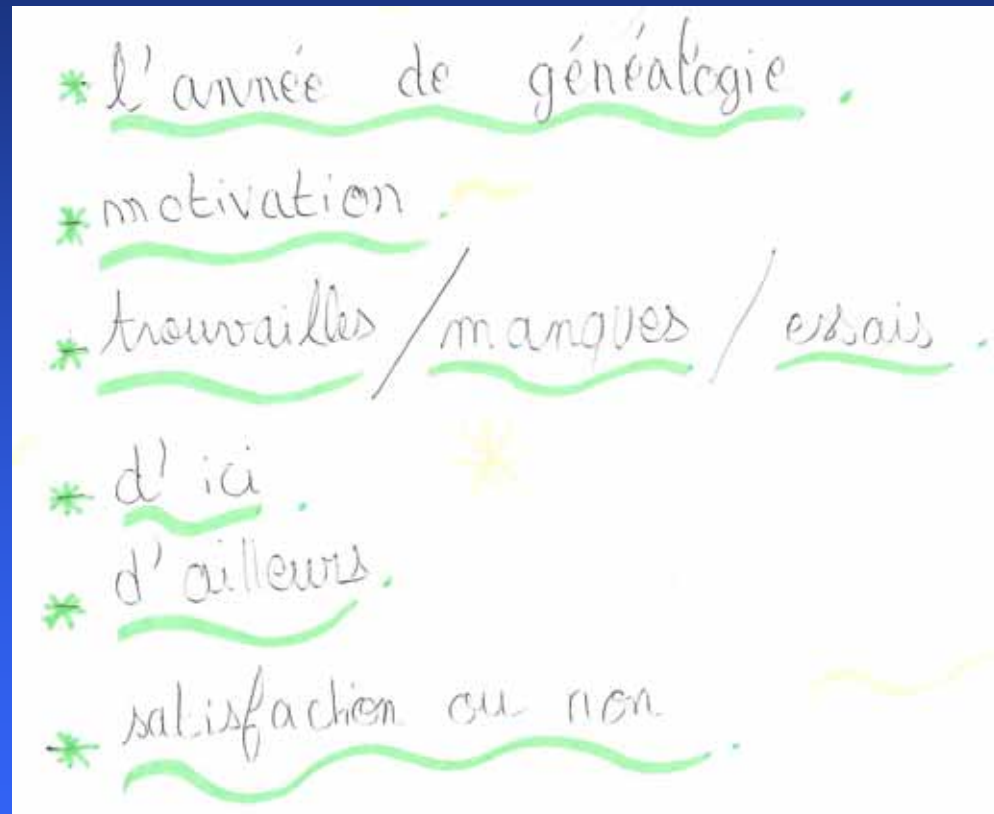 * l'année de généalogie.
* motivation.
* trouvailles / manques / essais.
* d'ici.
* d'ailleurs.
* satisfaction ou non.